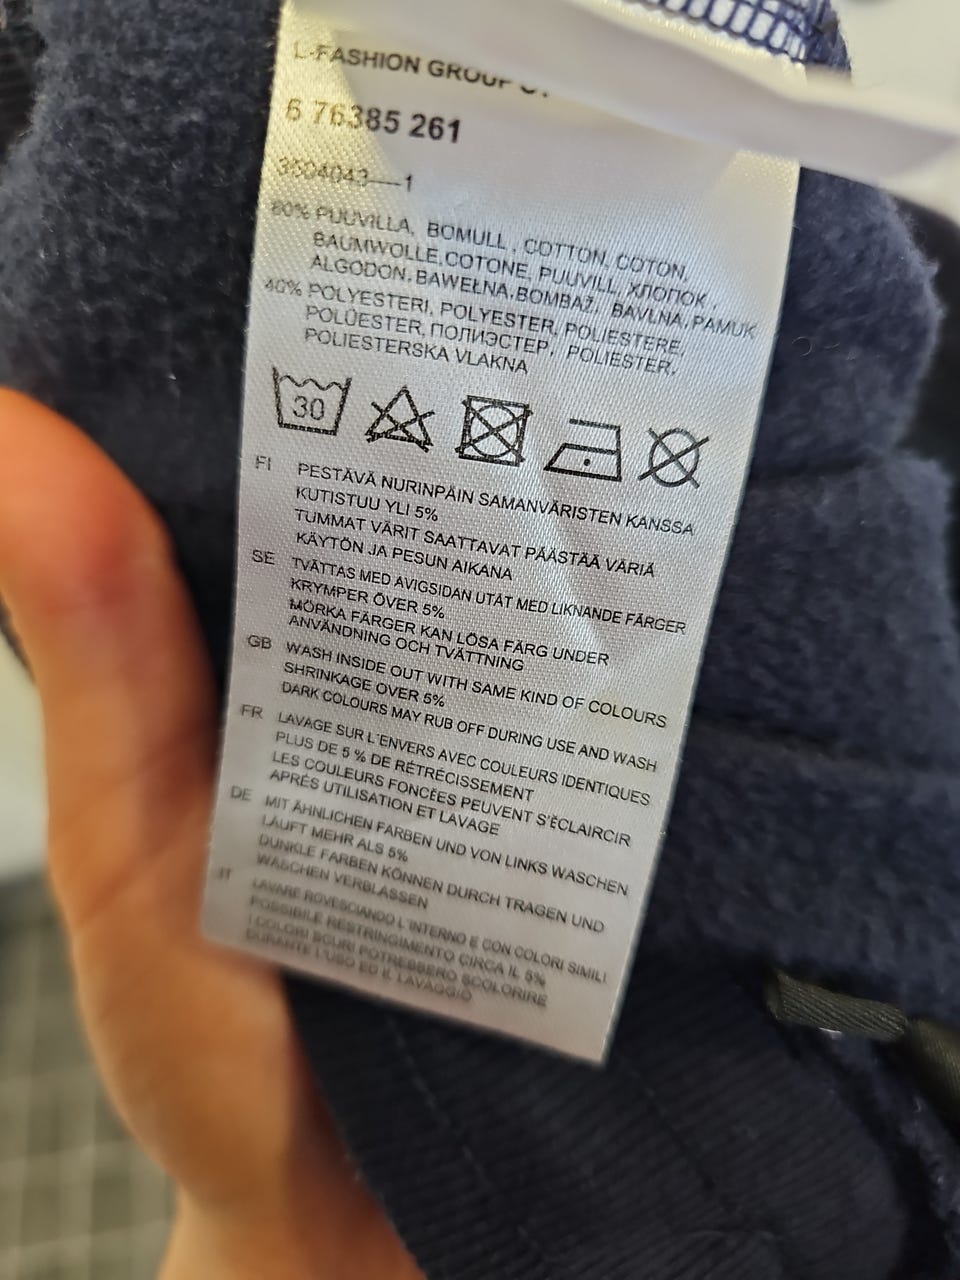 L-FASHION GROUP OY
6 76385 261
3504043—1
60% PUUVILLA, BOMULL, COTTON, COTON,
BAUMWOLLE,COTONE, PUUVILL, ХЛОПОК,
ALGODON,BAWEŁNA,BOMBAŽ, BAVLNA,PAMUK
40% POLYESTERI, POLYESTER, POLIESTERE,
POLÜESTER,ПОЛИЭСТЕР, POLIESTER,
POLIESTERSKA VLAKNA
30
FI PESTÄVÄ NURINPÄIN SAMANVÄRISTEN KANSSA
KUTISTUU YLI 5%
TUMMAT VÄRIT SAATTAVAT PÄÄSTÄÄ VÄRIÄ
KÄYTÖN JA PESUN AIKANA
SE TVÄTTAS MED AVIGSIDAN UTÅT MED LIKNANDE FÄRGER
KRYMPER ÖVER 5%
MÖRKA FÄRGER KAN LÖSA FÄRG UNDER
ANVÄNDNING OCH TVÄTTNING
GB WASH INSIDE OUT WITH SAME KIND OF COLOURS
SHRINKAGE OVER 5%
DARK COLOURS MAY RUB OFF DURING USE AND WASH
FR LAVAGE SUR L'ENVERS AVEC COULEURS IDENTIQUES
PLUS DE 5 % DE RÉTRÉCISSEMENT
LES COULEURS FONCÉES PEUVENT S'ÉCLAIRCIR
APRÉS UTILISATION ET LAVAGE
DE MIT ÄHNLICHEN FARBEN UND VON LINKS WASCHEN
LÄUFT MEHR ALS 5%
DUNKLE FARBEN KÖNNEN DURCH TRAGEN UND
WASCHEN VERBLASSEN
IT LAVARE ROVESCIANDO L'INTERNO E CON COLORI SIMILI
POSSIBILE RESTRINGIMENTO CIRCA IL 5%
I COLORI SCURI POTREBBERO SCOLORIRE
DURANTE L'USO ED IL LAVAGGIO